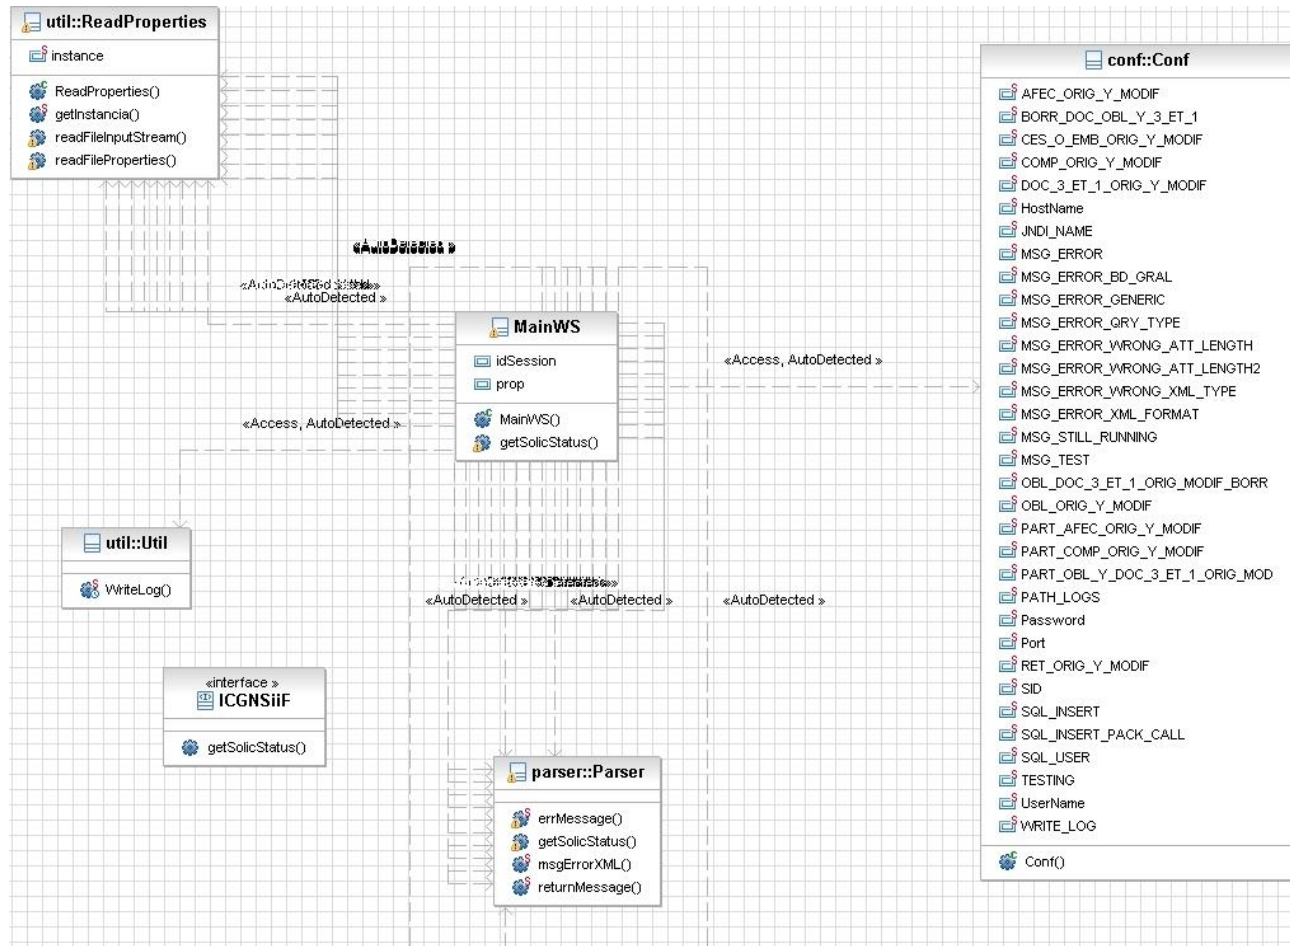 util::ReadProperties
instance
ReadProperties()
getInstancia()
readFileInputStream()
readFileProperties()
«AutoDetected »
«AutoDetected »
MainWS
idSession
prop
MainWS()
getSolicStatus()
«Access, AutoDetected »
«Access, AutoDetected »
util::Util
WriteLog()
«AutoDetected »
«AutoDetected »
«AutoDetected »
«interface »
ICGNSiiF
getSolicStatus()
parser::Parser
errMessage()
getSolicStatus()
msgErrorXML()
returnMessage()
conf::Conf
AFEC_ORIG_Y_MODIF
BORR_DOC_OBL_Y_3_ET_1
CES_O_EMB_ORIG_Y_MODIF
COMP_ORIG_Y_MODIF
DOC_3_ET_1_ORIG_Y_MODIF
HostName
JNDI_NAME
MSG_ERROR
MSG_ERROR_BD_GRAL
MSG_ERROR_GENERIC
MSG_ERROR_QRY_TYPE
MSG_ERROR_WRONG_ATT_LENGTH
MSG_ERROR_WRONG_ATT_LENGTH2
MSG_ERROR_WRONG_XML_TYPE
MSG_ERROR_XML_FORMAT
MSG_STILL_RUNNING
MSG_TEST
OBL_DOC_3_ET_1_ORIG_MODIF_BORR
OBL_ORIG_Y_MODIF
PART_AFEC_ORIG_Y_MODIF
PART_COMP_ORIG_Y_MODIF
PART_OBL_Y_DOC_3_ET_1_ORIG_MOD
PATH_LOGS
Password
Port
RET_ORIG_Y_MODIF
SID
SQL_INSERT
SQL_INSERT_PACK_CALL
SQL_USER
TESTING
UserName
WRITE_LOG
Conf()